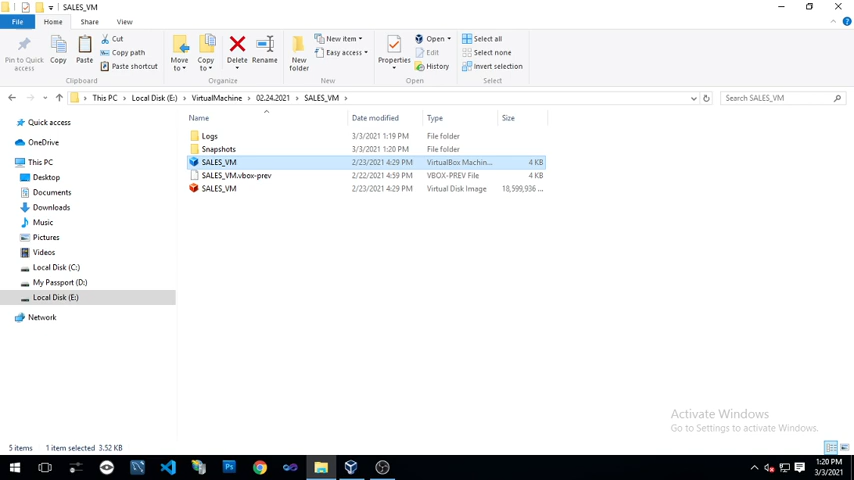 SALES_VM
File
Home
Share
View
Pin to Quick access
Copy
Paste
Cut
Copy path
Paste shortcut
Clipboard
Move to
Copy to
Delete
Rename
Organize
New folder
New item
Easy access
New
Properties
Open
Edit
History
Open
Select all
Select none
Invert selection
Select
This PC > Local Disk (E:) > VirtualMachine > 02.24.2021 > SALES_VM >
Search SALES_VM
Quick access
OneDrive
This PC
Desktop
Documents
Downloads
Music
Pictures
Videos
Local Disk (C:)
My Passport (D:)
Local Disk (E:)
Network
Name Date modified Type Size
Logs 3/3/2021 1:19 PM File folder
Snapshots 3/3/2021 1:20 PM File folder
SALES_VM 2/23/2021 4:29 PM VirtualBox Machin... 4 KB
SALES_VM.vbox-prev 2/22/2021 4:59 PM VBOX-PREV File 4 KB
SALES_VM 2/23/2021 4:29 PM Virtual Disk Image 18,599,936 ...
Activate Windows
Go to Settings to activate Windows.
5 items 1 item selected 3.52 KB
1:20 PM
3/3/2021